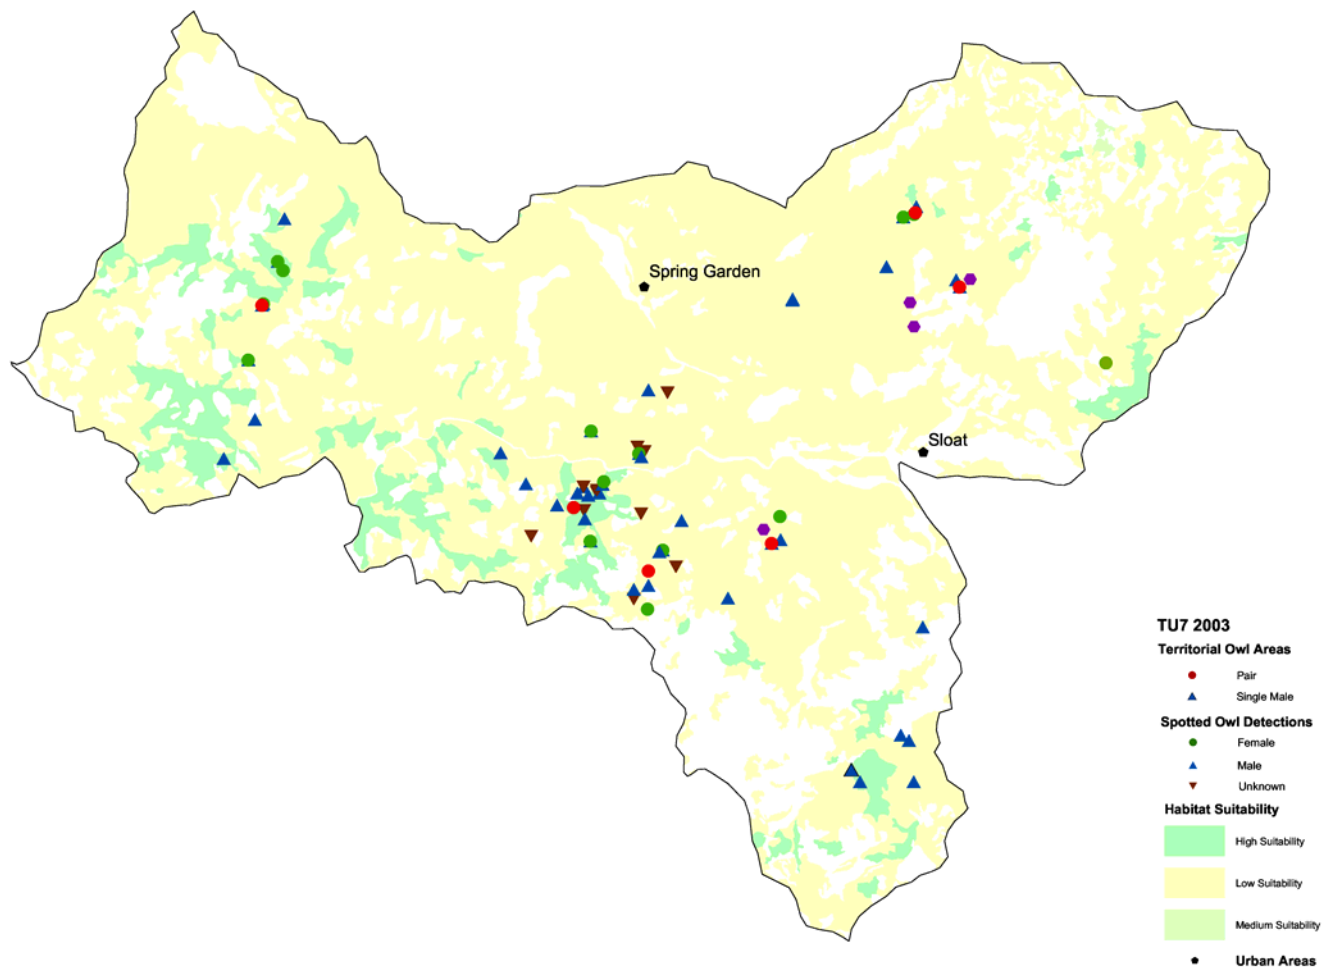 Spring Garden
Sloat
TU7 2003
Territorial Owl Areas
Pair
Single Male
Spotted Owl Detections
Female
Male
Unknown
Habitat Suitability
High Suitability
Low Suitability
Medium Suitability
Urban Areas